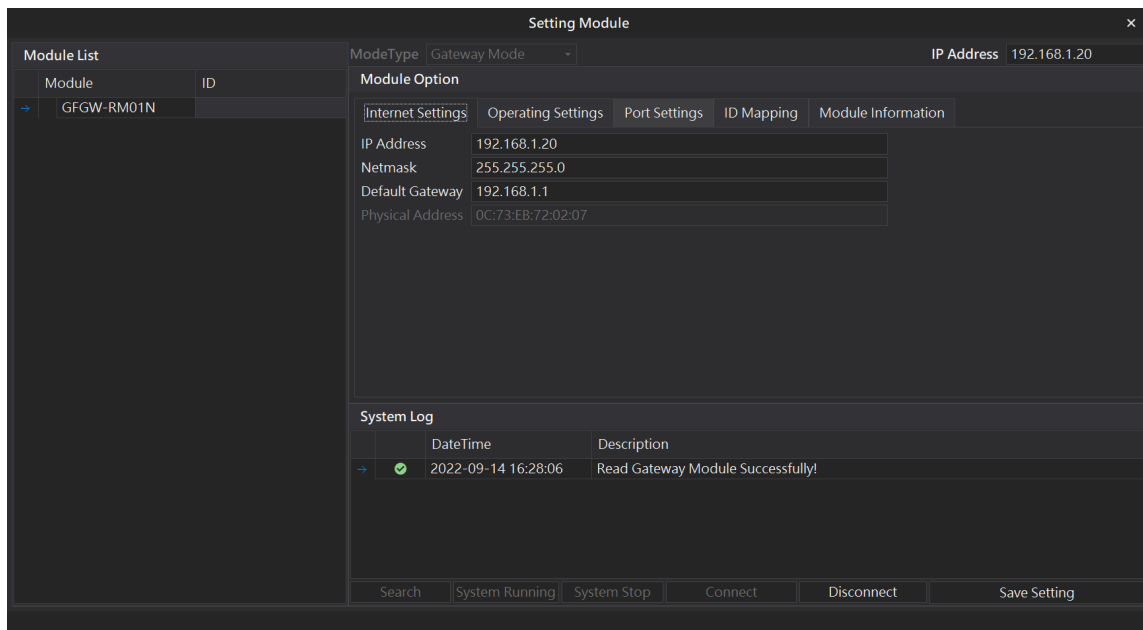 Setting Module ×
Module List
Module ID
GFGW-RM01N
ModeType Gateway Mode IP Address 192.168.1.20
Module Option
Internet Settings Operating Settings Port Settings ID Mapping Module Information
IP Address 192.168.1.20
Netmask 255.255.255.0
Default Gateway 192.168.1.1
Physical Address 0C:73:EB:72:02:07
System Log
DateTime Description
2022-09-14 16:28:06 Read Gateway Module Successfully!
Search System Running System Stop Connect Disconnect Save Setting